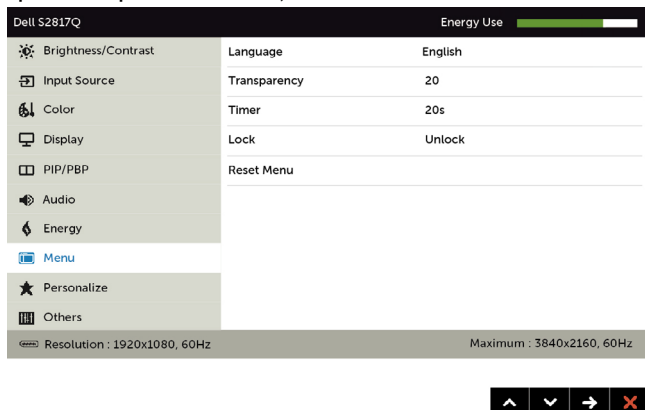 Dell S2817Q Energy Use
Brightness/Contrast
Input Source
Color
Display
PIP/PBP
Audio
Energy
Menu
Personalize
Others
Language English
Transparency 20
Timer 20s
Lock Unlock
Reset Menu
Resolution : 1920x1080, 60Hz Maximum : 3840x2160, 60Hz